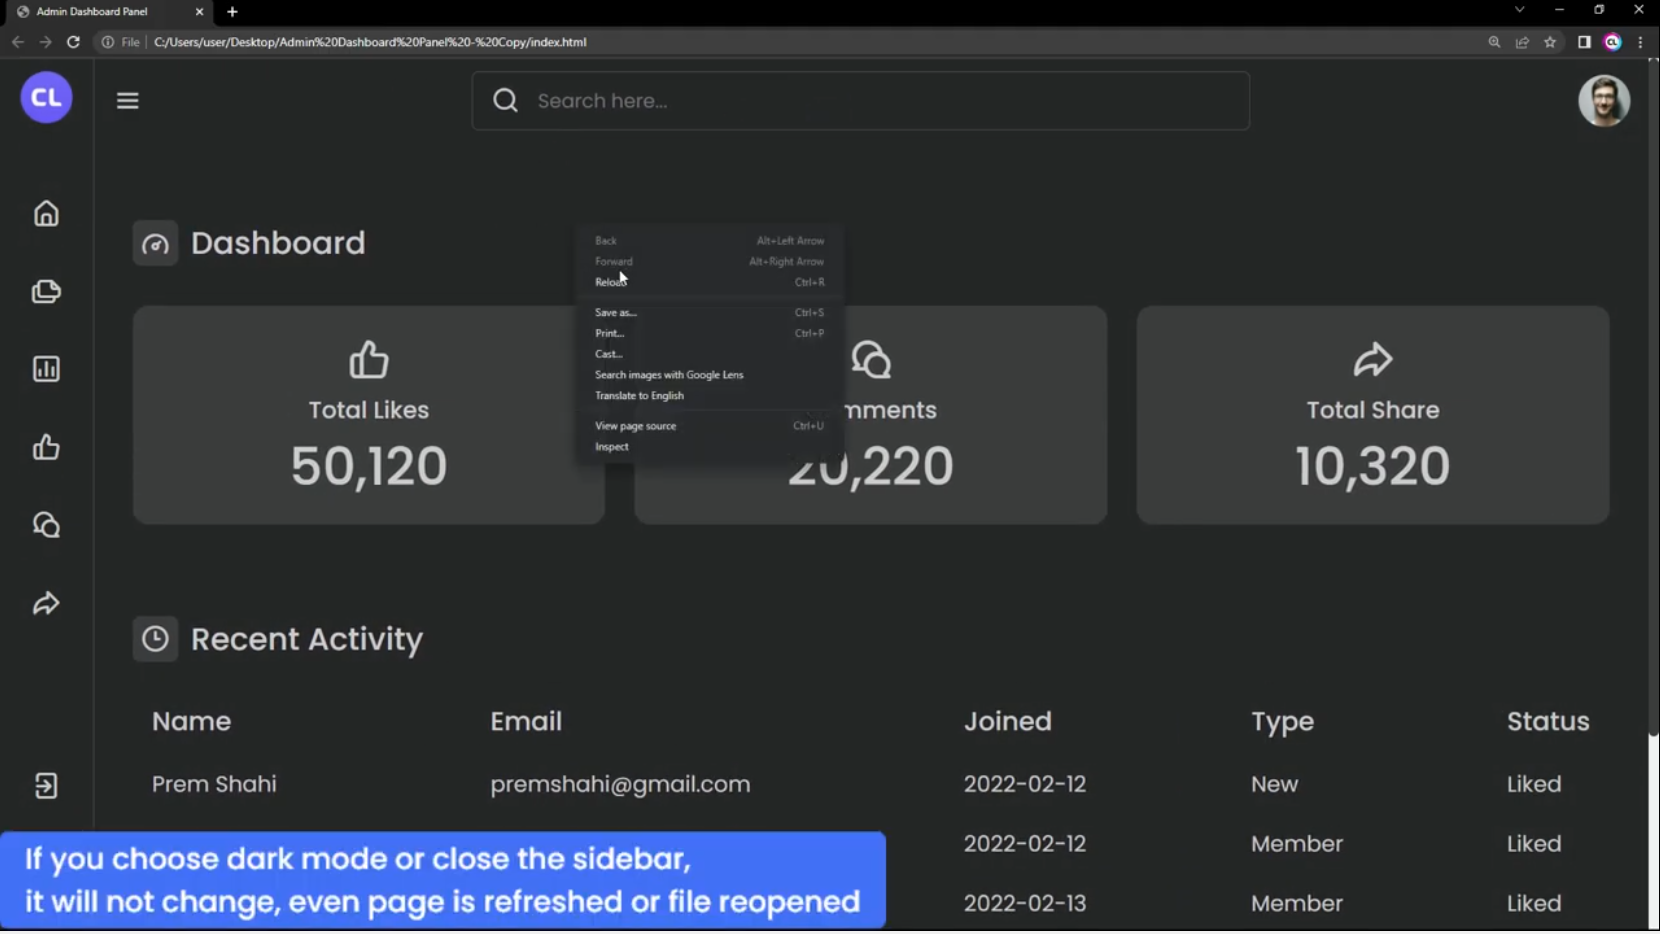 Admin Dashboard Panel
File C:/Users/user/Desktop/Admin%20Dashboard%20Panel%20-%20Copy/index.html
CL
Search here...
Dashboard
Back Alt+Left Arrow
Forward Alt+Right Arrow
Reload Ctrl+R
Save as... Ctrl+S
Print... Ctrl+P
Cast...
Search images with Google Lens
Translate to English
View page source Ctrl+U
Inspect
Total Likes
50,120
mments
20,220
Total Share
10,320
Recent Activity
Name Email Joined Type Status
Prem Shahi premshahi@gmail.com 2022-02-12 New Liked
2022-02-12 Member Liked
2022-02-13 Member Liked
If you choose dark mode or close the sidebar,
it will not change, even page is refreshed or file reopened